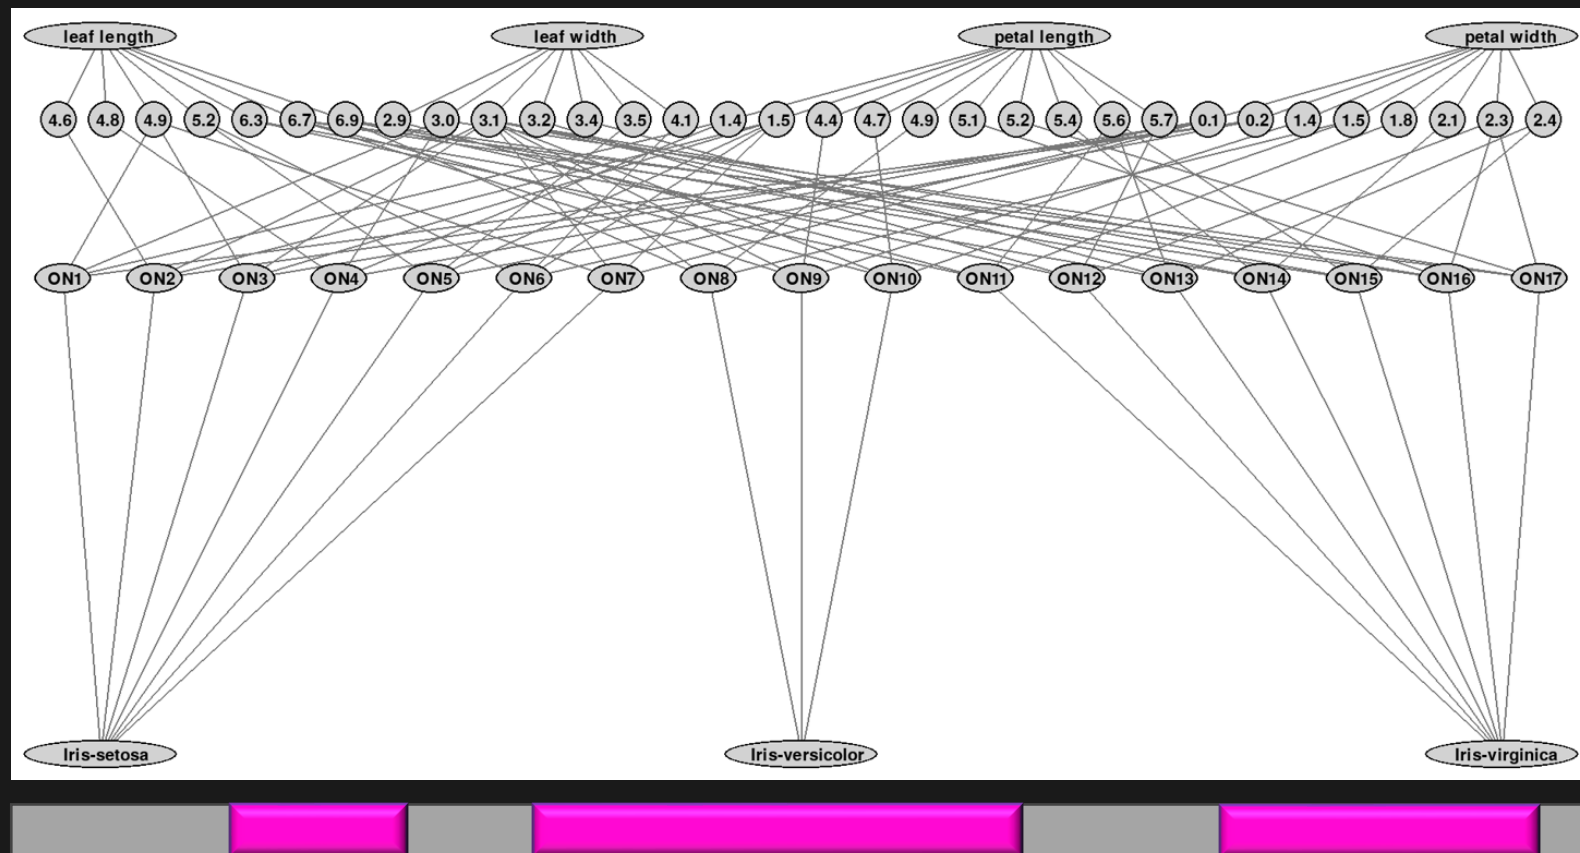 leaf length leaf width petal length petal width
4.6 4.8 4.9 5.2 6.3 6.7 6.9 2.9 3.0 3.1 3.2 3.4 3.5 4.1 1.4 1.5 4.4 4.7 4.9 5.1 5.2 5.4 5.6 5.7 0.1 0.2 1.4 1.5 1.8 2.1 2.3 2.4
ON1 ON2 ON3 ON4 ON5 ON6 ON7 ON8 ON9 ON10 ON11 ON12 ON13 ON14 ON15 ON16 ON17
Iris-setosa Iris-versicolor Iris-virginica